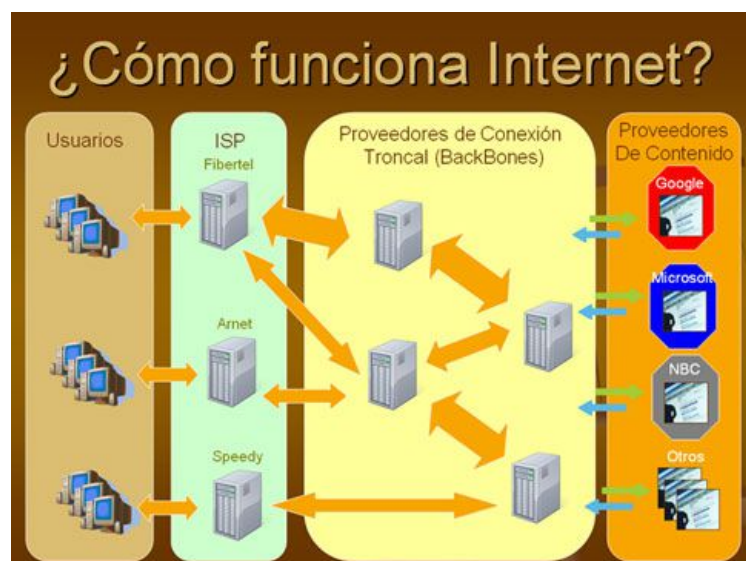 ¿Cómo funciona Internet?
Usuarios
ISP
Fibertel
Arnet
Speedy
Proveedores de Conexión
Troncal (BackBones)
Proveedores
De Contenido
Google
Microsoft
NBC
Otros